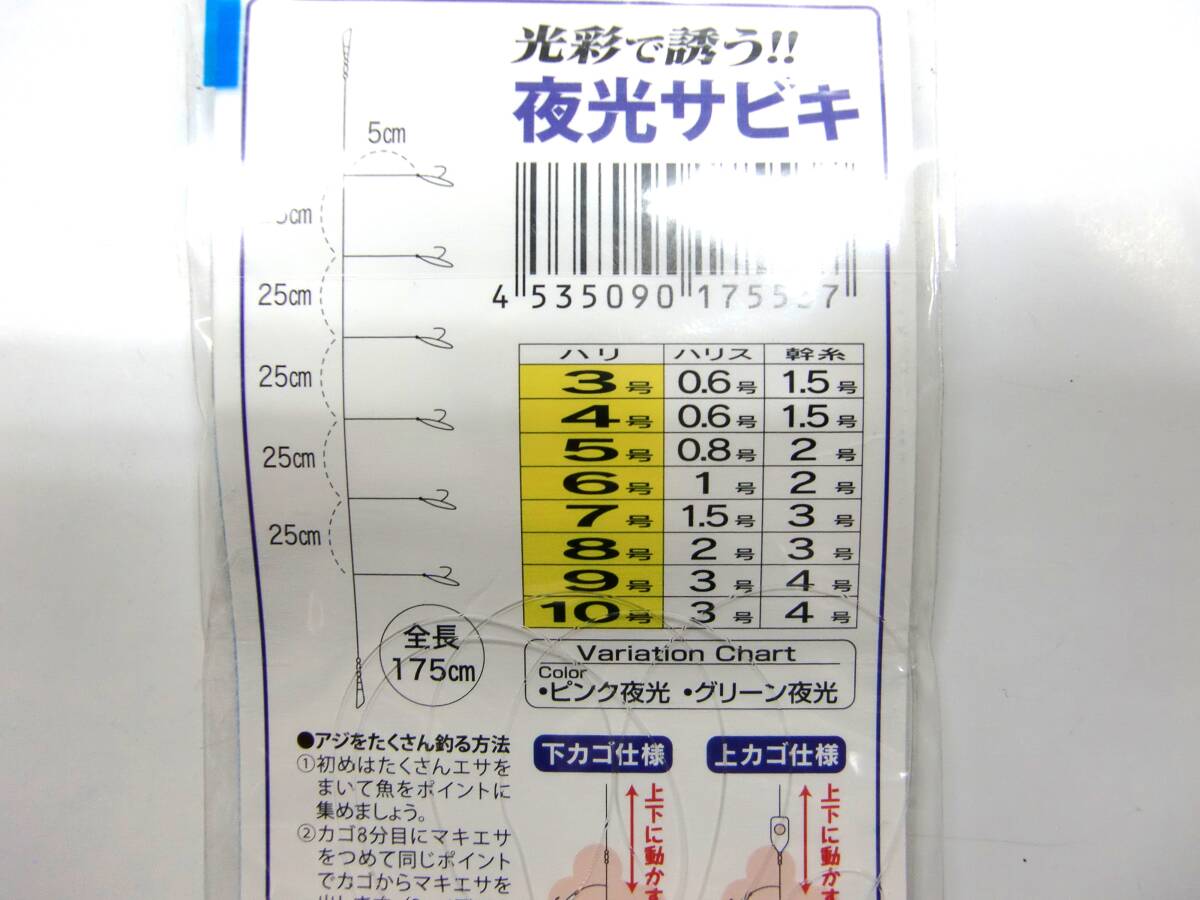 光彩で誘う!!
夜光サビキ
5cm
25cm
25cm
25cm
25cm
4 535090
ハリ ハリス 幹糸
3号 0.6号 1.5号
4号 0.6号 1.5号
5号 0.8号 2号
6号 1号 2号
7号 1.5号 3号
8号 2号 3号
9号 3号 4号
10号 3号 4号
全長
175cm
Variation Chart
Color
・ピンク夜光 ・グリーン夜光
●アジをたくさん釣る方法
①初めはたくさんエサを
まいて魚をポイントに
集めましょう。
②カゴ8分目にマキエサ
をつめて同じポイント
でカゴからマキエサを
下カゴ仕様
上下に動かす
上カゴ仕様
上下に動かす